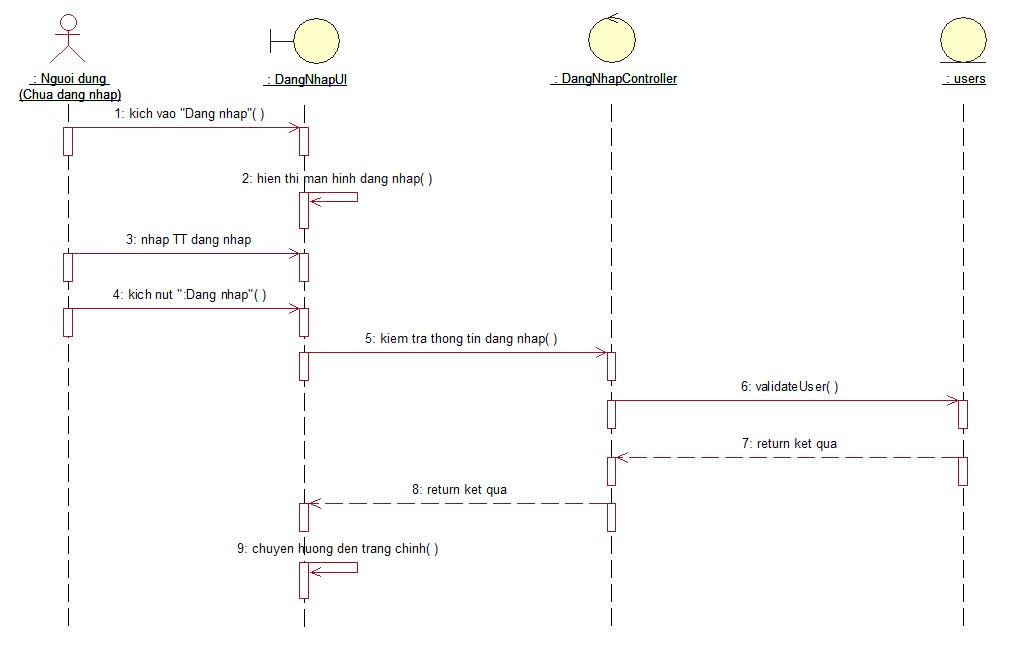 : Nguoi dung
(Chua dang nhap)
: DangNhapUI
: DangNhapController
: users
1: kich vao "Dang nhap"( )
2: hien thi man hinh dang nhap( )
3: nhap TT dang nhap
4: kich nut ":Dang nhap"( )
5: kiem tra thong tin dang nhap( )
6: validateUser( )
7: return ket qua
8: return ket qua
9: chuyen huong den trang chinh( )